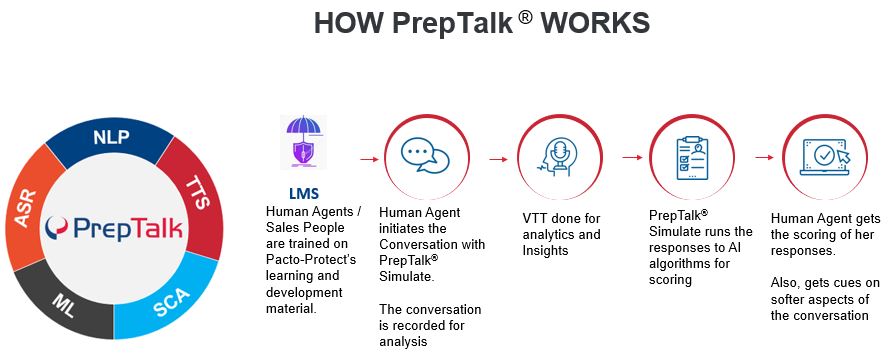 HOW PrepTalk ® WORKS
NLP
ASR
TTS
PrepTalk
ML
SCA
LMS
Human Agents /
Sales People
are trained on
Pacto-Protect's
learning and
development
material.
Human Agent
initiates the
Conversation with
PrepTalk®
Simulate.
The conversation
is recorded for
analysis
VTT done for
analytics and
Insights
PrepTalk®
Simulate runs the
responses to AI
algorithms for
scoring
Human Agent gets
the scoring of her
responses.
Also, gets cues on
softer aspects of
the conversation